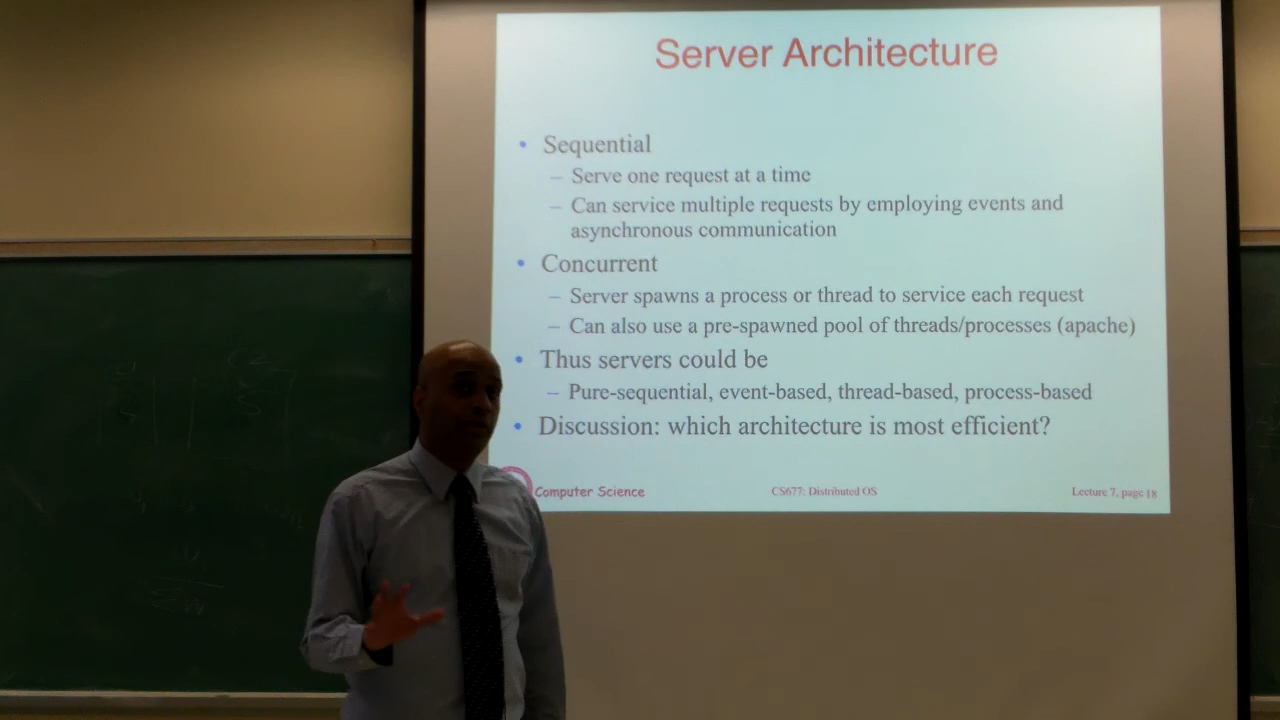 Server Architecture
• Sequential
– Serve one request at a time
– Can service multiple requests by employing events and
asynchronous communication
• Concurrent
– Server spawns a process or thread to service each request
– Can also use a pre-spawned pool of threads/processes (apache)
• Thus servers could be
– Pure-sequential, event-based, thread-based, process-based
• Discussion: which architecture is most efficient?
Computer Science
CS677: Distributed OS
Lecture 7, page 18